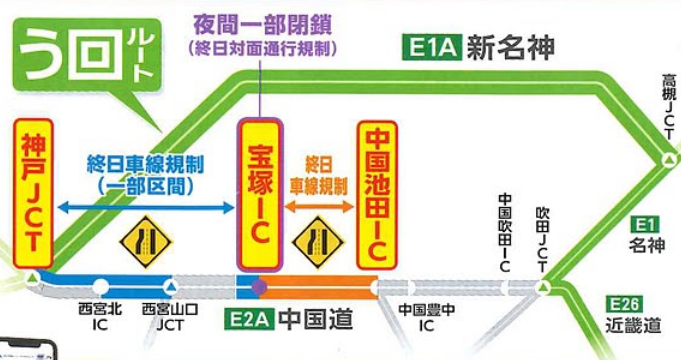 う回ルート
夜間一部閉鎖
(終日対面通行規制)
E1A 新名神
高槻JCT
神戸JCT
終日車線規制
(一部区間)
宝塚IC
終日
車線規制
中国池田IC
中国吹田IC
吹田JCT
E1
名神
西宮北
IC
西宮山口
JCT
E2A 中国道
中国豊中
IC
E26
近畿道